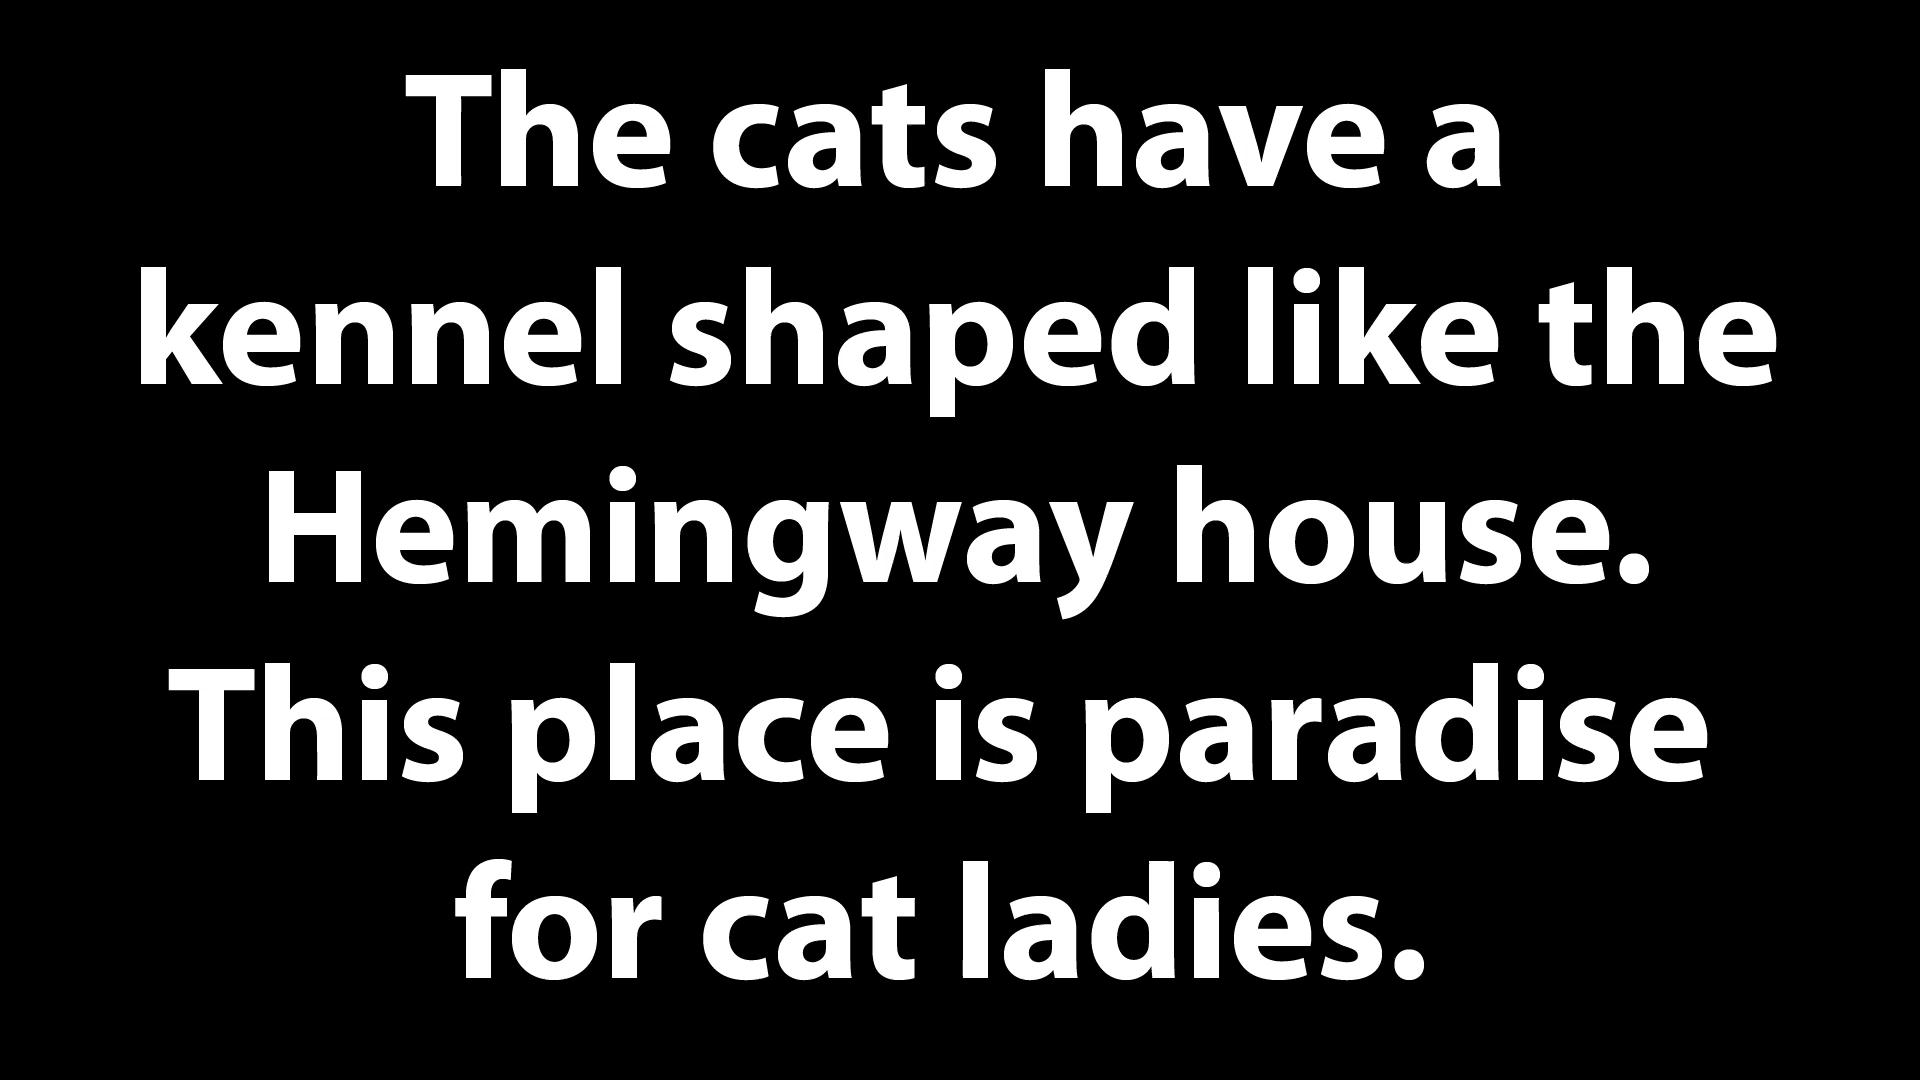 The cats have a
kennel shaped like the
Hemingway house.
This place is paradise
for cat ladies.